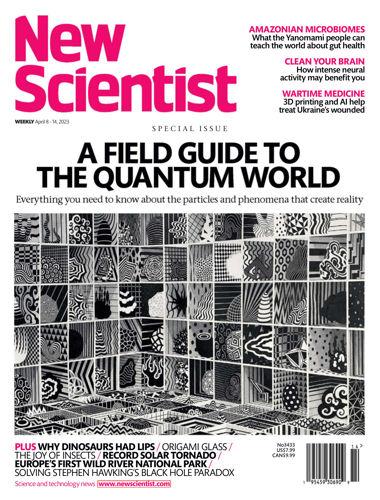 New
Scientist
WEEKLY April 8 - 14, 2023
AMAZONIAN MICROBIOMES
What the Yanomami people can
teach the world about gut health
CLEAN YOUR BRAIN
How intense neural
activity may benefit you
WARTIME MEDICINE
3D printing and AI help
treat Ukraine's wounded
SPECIAL ISSUE
A FIELD GUIDE TO
THE QUANTUM WORLD
Everything you need to know about the particles and phenomena that create reality
PLUS WHY DINOSAURS HAD LIPS / ORIGAMI GLASS /
THE JOY OF INSECTS / RECORD SOLAR TORNADO /
EUROPE'S FIRST WILD RIVER NATIONAL PARK /
SOLVING STEPHEN HAWKING'S BLACK HOLE PARADOX
Science and technology news www.newscientist.com
No3433
US$7.99
CAN$9.99